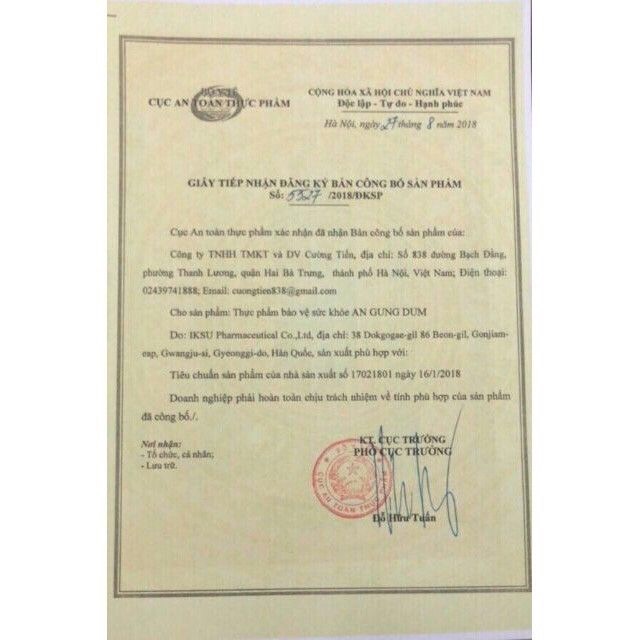 BỘ Y TẾ
CỤC AN TOÀN THỰC PHẨM
CỘNG HÒA XÃ HỘI CHỦ NGHĨA VIỆT NAM
Độc lập - Tự do - Hạnh phúc
Hà Nội, ngày 27 tháng 8 năm 2018
GIẤY TIẾP NHẬN ĐĂNG KÝ BẢN CÔNG BỐ SẢN PHẨM
Số: 5327 /2018/ĐKSP
Cục An toàn thực phẩm xác nhận đã nhận Bản công bố sản phẩm của:
Công ty TNHH TMKT và DV Cường Tiến, địa chỉ: Số 838 đường Bạch Đằng,
phường Thanh Lương, quận Hai Bà Trưng, thành phố Hà Nội, Việt Nam; Điện thoại:
02439741888; Email: cuongtien838@gmail.com
Cho sản phẩm: Thực phẩm bảo vệ sức khỏe AN GUNG DUM
Do: IKSU Pharmaceutical Co.,Ltd, địa chỉ: 38 Dokgogae-gil 86 Beon-gil, Gonjiam-
eap, Gwangju-si, Gyeonggi-do, Hàn Quốc, sản xuất phù hợp với:
Tiêu chuẩn sản phẩm của nhà sản xuất số 17021801 ngày 16/1/2018
Doanh nghiệp phải hoàn toàn chịu trách nhiệm về tính phù hợp của sản phẩm
đã công bố./.
Nơi nhận:
- Tổ chức, cá nhân;
- Lưu trữ.
KT. CỤC TRƯỞNG
PHÓ CỤC TRƯỞNG
CỤC AN TOÀN THỰC
Đỗ Hữu Tuấn